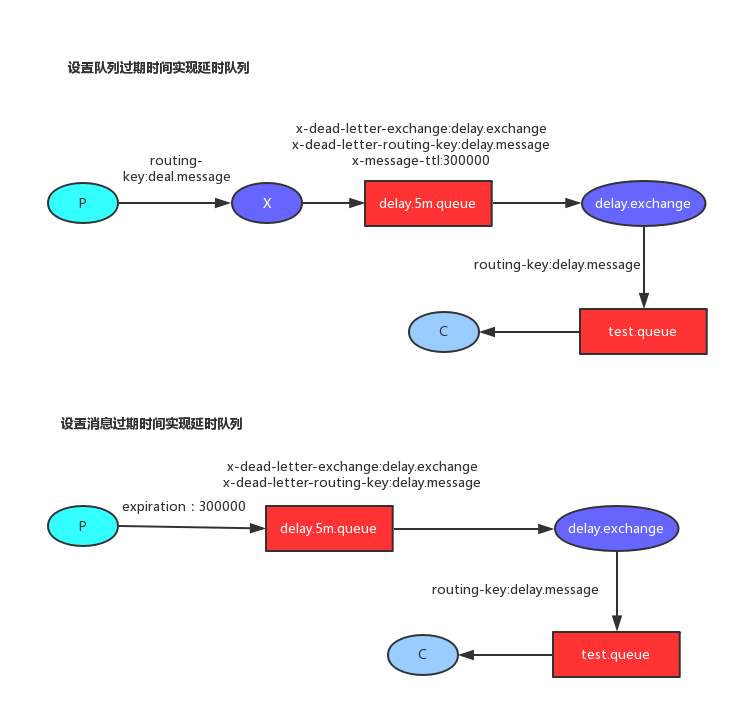 设置队列过期时间实现延时队列
x-dead-letter-exchange:delay.exchange
x-dead-letter-routing-key:delay.message
x-message-ttl:300000
routing-
key:deal.message
P
X
delay.5m.queue
delay.exchange
routing-key:delay.message
C
test.queue
设置消息过期时间实现延时队列
x-dead-letter-exchange:delay.exchange
x-dead-letter-routing-key:delay.message
expiration：300000
P
delay.5m.queue
delay.exchange
routing-key:delay.message
C
test.queue